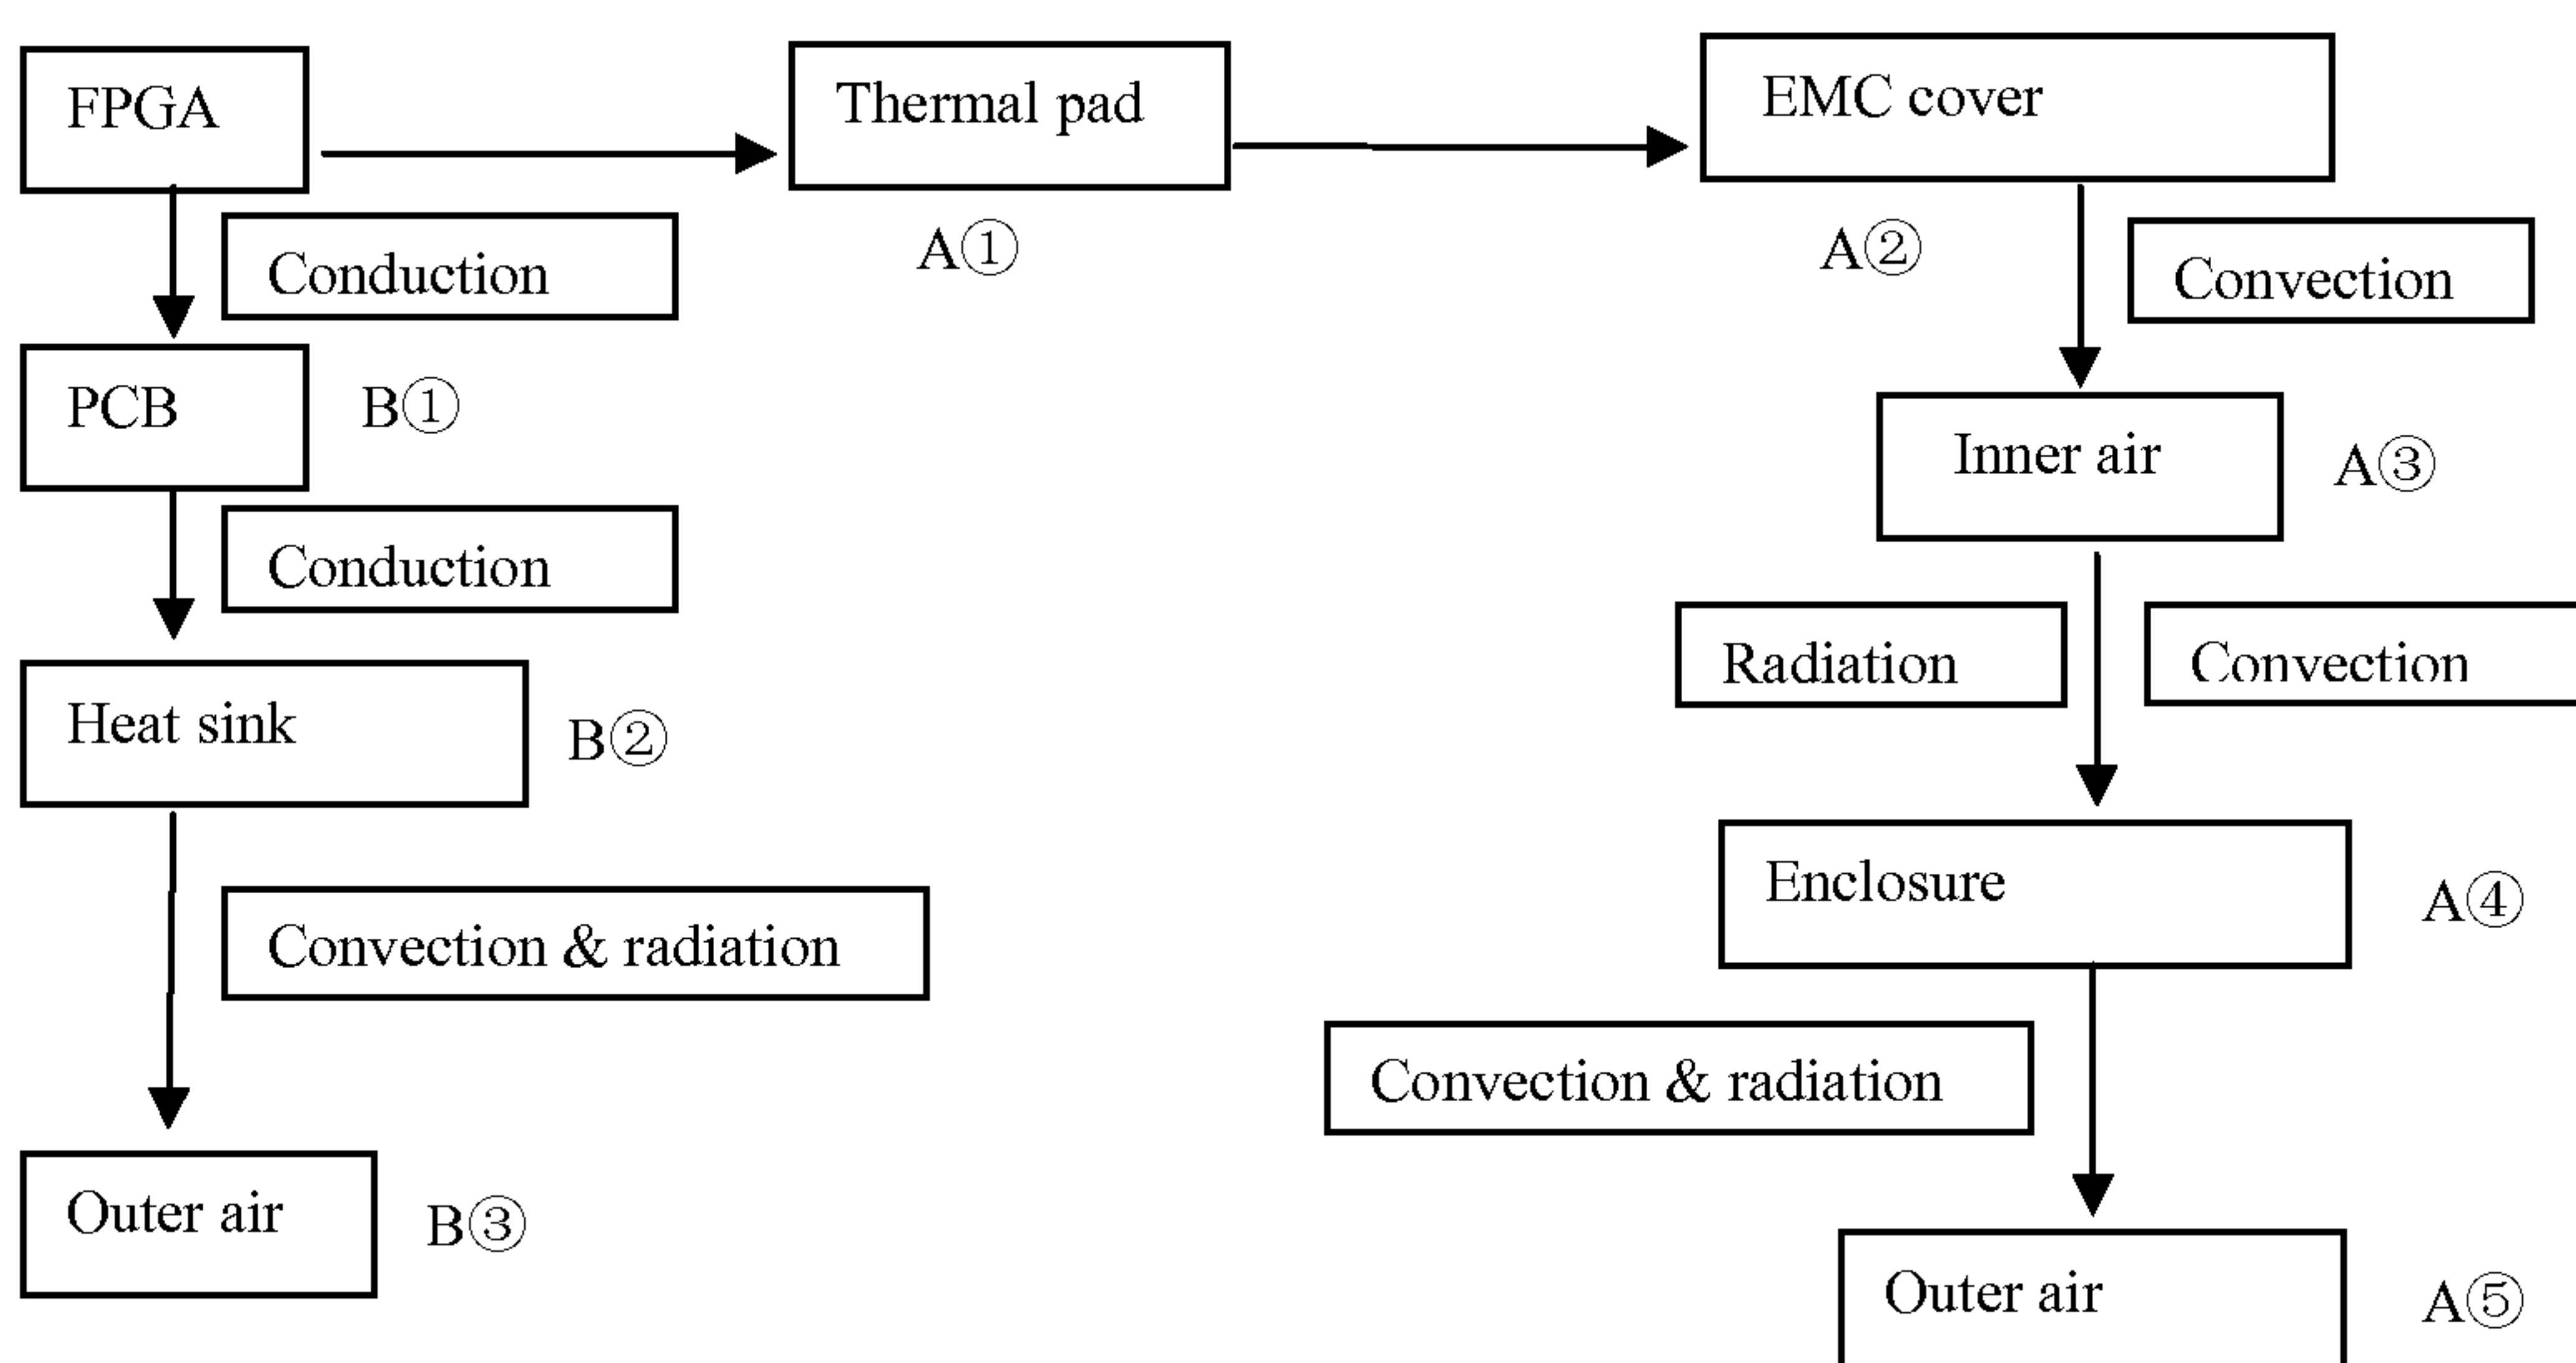 FPGA
Thermal pad
EMC cover
Conduction
A①
A②
Convection
PCB
B①
Inner air
A③
Conduction
Radiation
Convection
Heat sink
B②
Enclosure
A④
Convection & radiation
Convection & radiation
Outer air
B③
Outer air
A⑤